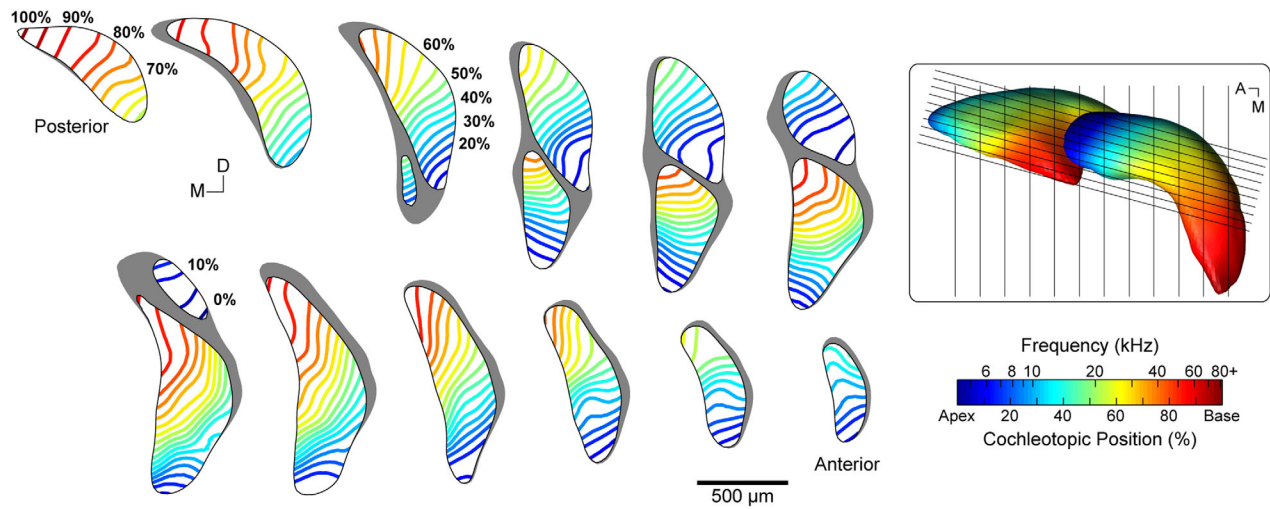 100% 90%
80%
70%
Posterior
D
M
60%
50%
40%
30%
20%
A
M
10%
0%
Anterior
500 µm
Frequency (kHz)
6 8 10 20 40 60 80+
Apex 20 40 60 80 Base
Cochleotopic Position (%)